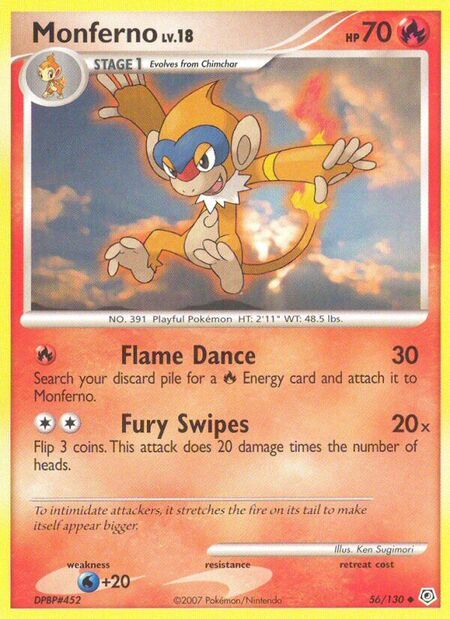 Monferno LV.18 HP 70
STAGE 1 Evolves from Chimchar
NO. 391 Playful Pokémon HT: 2'11" WT: 48.5 lbs.
Flame Dance 30
Search your discard pile for a Energy card and attach it to
Monferno.
Fury Swipes 20x
Flip 3 coins. This attack does 20 damage times the number of
heads.
To intimidate attackers, it stretches the fire on its tail to make
itself appear bigger.
Illus. Ken Sugimori
weakness resistance retreat cost
+20
DPBP#452 ©2007 Pokémon/Nintendo 56/130